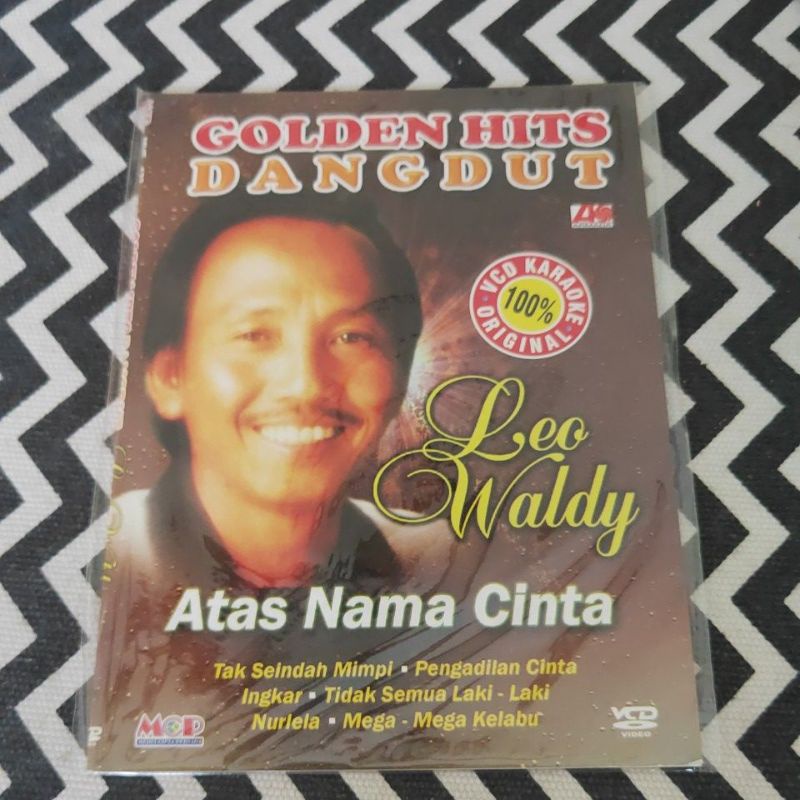 GOLDEN HITS
DANGDUT
VCD KARAOKE
100%
ORIGINAL
Leo
Waldy
Atas Nama Cinta
Tak SeIndah Mimpi ▪ Pengadilan Cinta
Ingkar ▪ Tidak Semua Laki - Laki
Nurlela ▪ Mega - Mega Kelabu
MGP
VCD
VIDEO